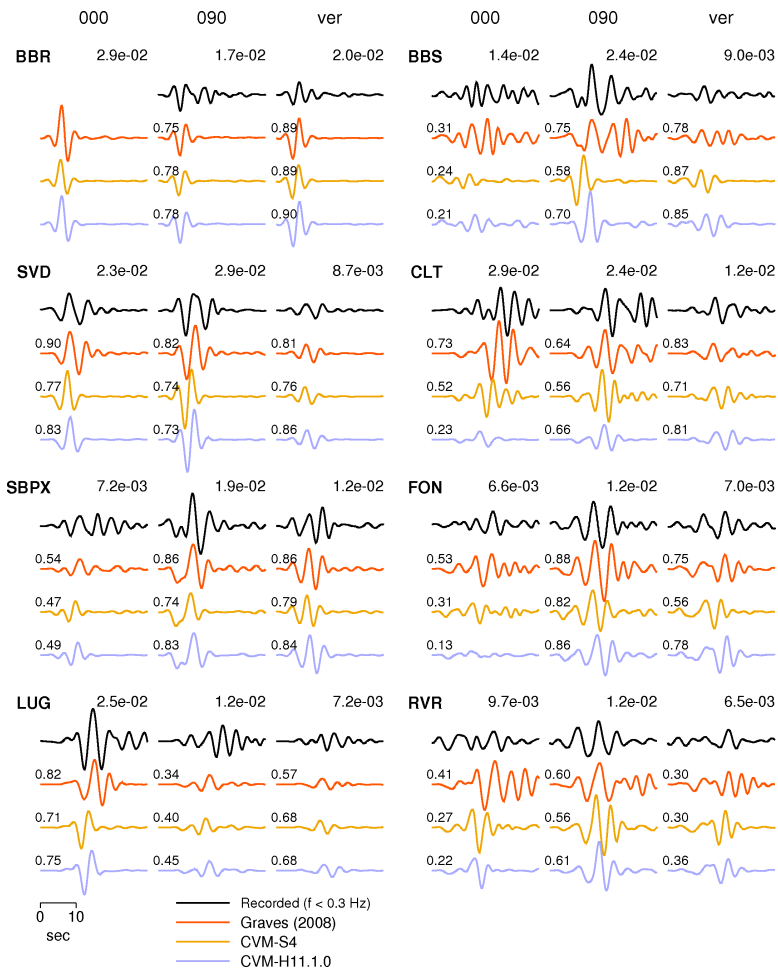 000 090 ver 000 090 ver
BBR 2.9e-02 1.7e-02 2.0e-02 BBS 1.4e-02 2.4e-02 9.0e-03
0.75 0.89 0.31 0.75 0.78
0.78 0.89 0.24 0.58 0.87
0.78 0.90 0.21 0.70 0.85
SVD 2.3e-02 2.9e-02 8.7e-03 CLT 2.9e-02 2.4e-02 1.2e-02
0.90 0.82 0.81 0.73 0.64 0.83
0.77 0.74 0.76 0.52 0.56 0.71
0.83 0.73 0.86 0.23 0.66 0.81
SBPX 7.2e-03 1.9e-02 1.2e-02 FON 6.6e-03 1.2e-02 7.0e-03
0.54 0.86 0.86 0.53 0.88 0.75
0.47 0.74 0.79 0.31 0.82 0.56
0.49 0.83 0.84 0.13 0.86 0.78
LUG 2.5e-02 1.2e-02 7.2e-03 RVR 9.7e-03 1.2e-02 6.5e-03
0.82 0.34 0.57 0.41 0.60 0.30
0.71 0.40 0.68 0.27 0.56 0.30
0.75 0.45 0.68 0.22 0.61 0.36
0 10
sec
Recorded (f < 0.3 Hz)
Graves (2008)
CVM-S4
CVM-H11.1.0